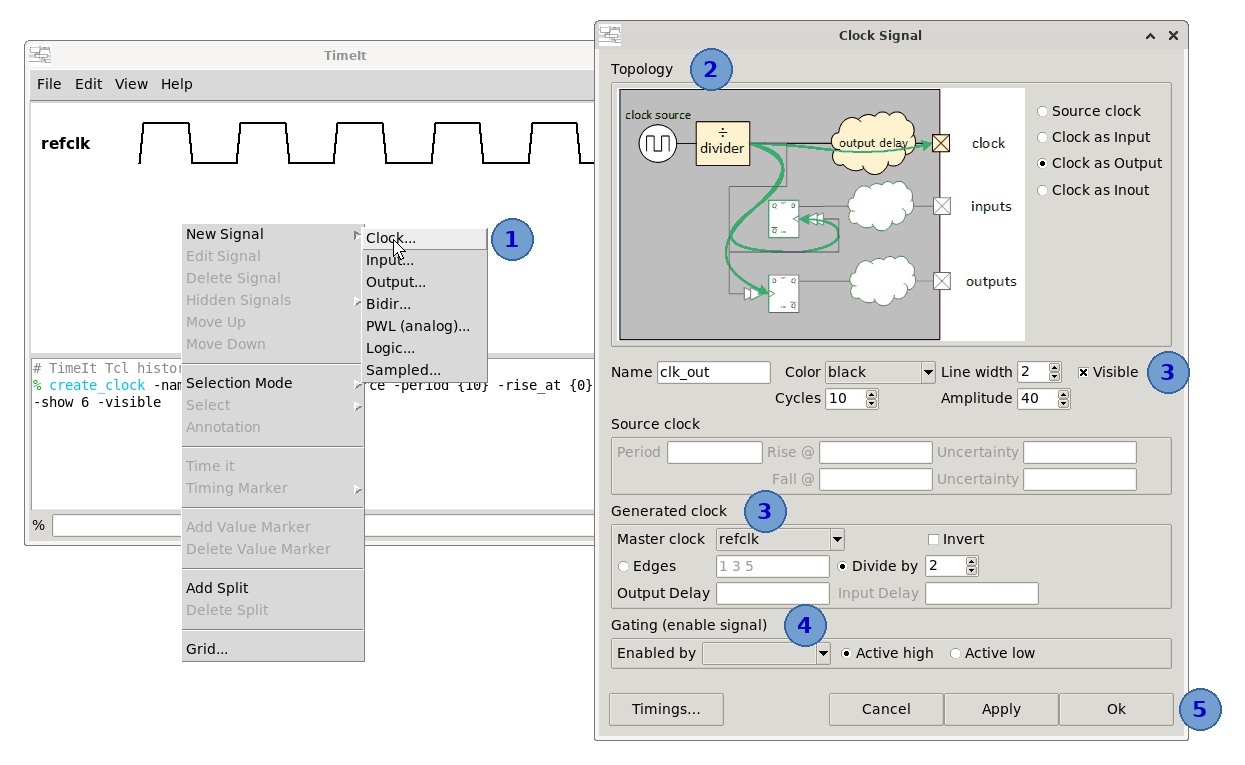 TimeIt
File Edit View Help
refclk
New Signal
Edit Signal
Delete Signal
Hidden Signals
Move Up
Move Down
Selection Mode
Select
Annotation
Time it
Timing Marker
Add Value Marker
Delete Value Marker
Add Split
Delete Split
Grid...
Clock...
Input...
Output...
Bidir...
PWL (analog)...
Logic...
Sampled...
1
# TimeIt Tcl histor
% create_clock -nam rce -period {10} -rise_at {0}
-show 6 -visible
%
Clock Signal
Topology 2
clock source
÷
divider
output delay
clock
inputs
outputs
Q D
Q
D Q
Q
Source clock
Clock as Input
Clock as Output
Clock as Inout
Name clk_out Color black Line width 2 Visible 3
Cycles 10 Amplitude 40
Source clock
Period Rise @ Uncertainty
Fall @ Uncertainty
Generated clock 3
Master clock refclk Invert
Edges 1 3 5 Divide by 2
Output Delay Input Delay
Gating (enable signal) 4
Enabled by Active high Active low
Timings... Cancel Apply Ok 5